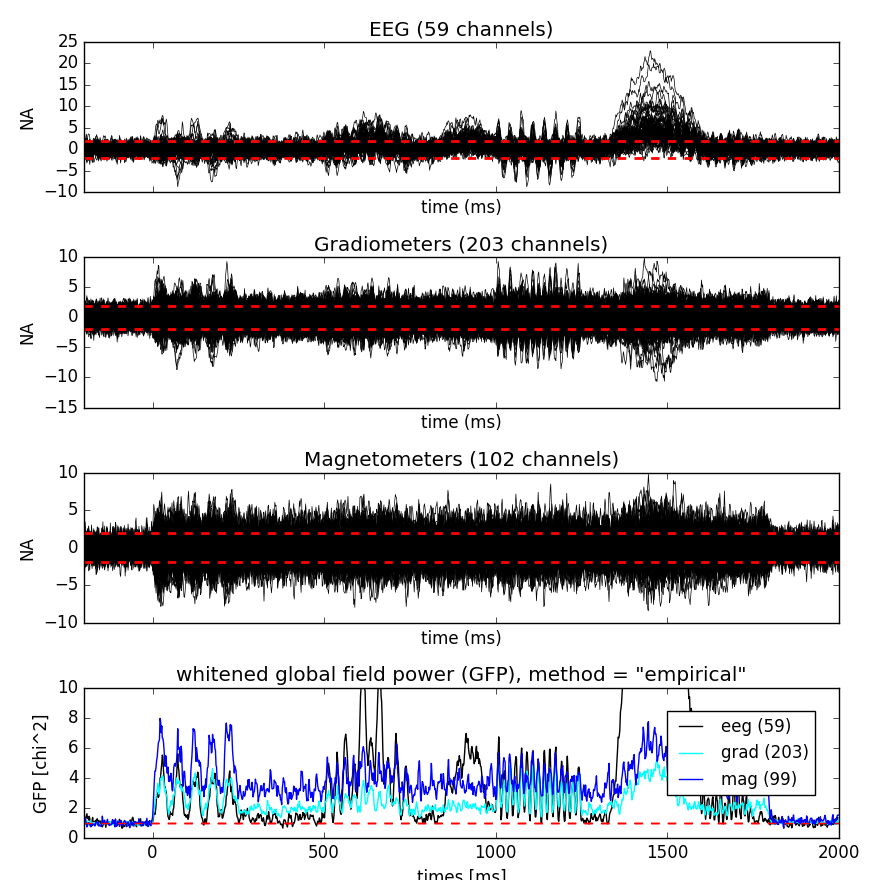 EEG (59 channels)
25
20
15
10
5
0
−5
−10
NA
time (ms)
Gradiometers (203 channels)
10
5
0
−5
−10
−15
NA
time (ms)
Magnetometers (102 channels)
10
5
0
−5
−10
NA
time (ms)
whitened global field power (GFP), method = "empirical"
10
8
6
4
2
0
GFP [chi^2]
eeg (59)
grad (203)
mag (99)
0 500 1000 1500 2000
times [ms]